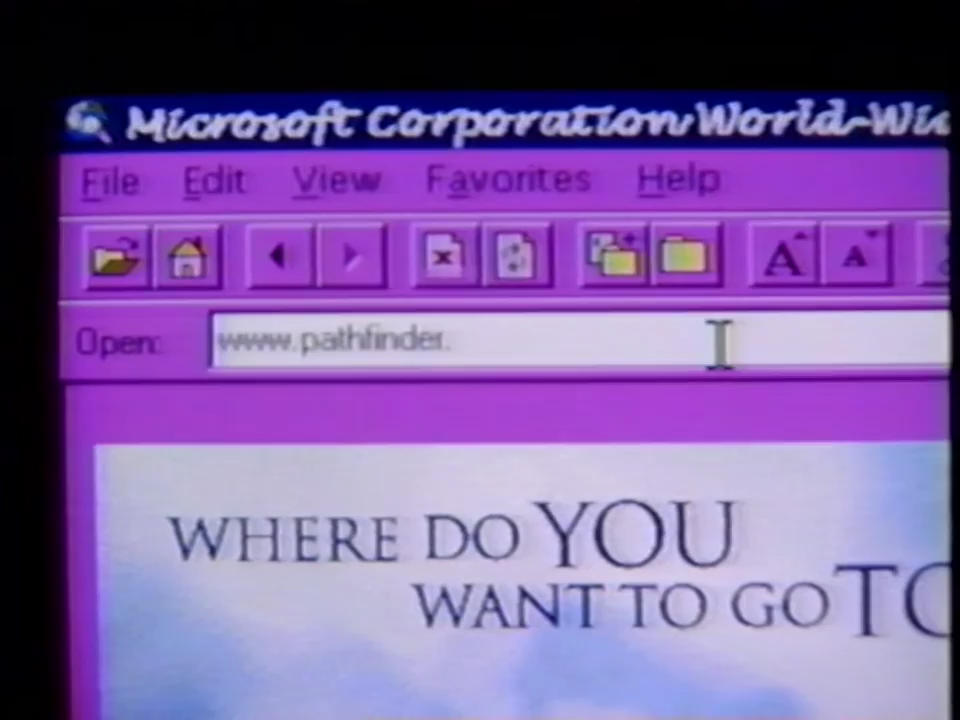 Microsoft Corporation World-Wi
File Edit View Favorites Help
A A
Open: www.pathfinder.
WHERE DO YOU
WANT TO GO TO